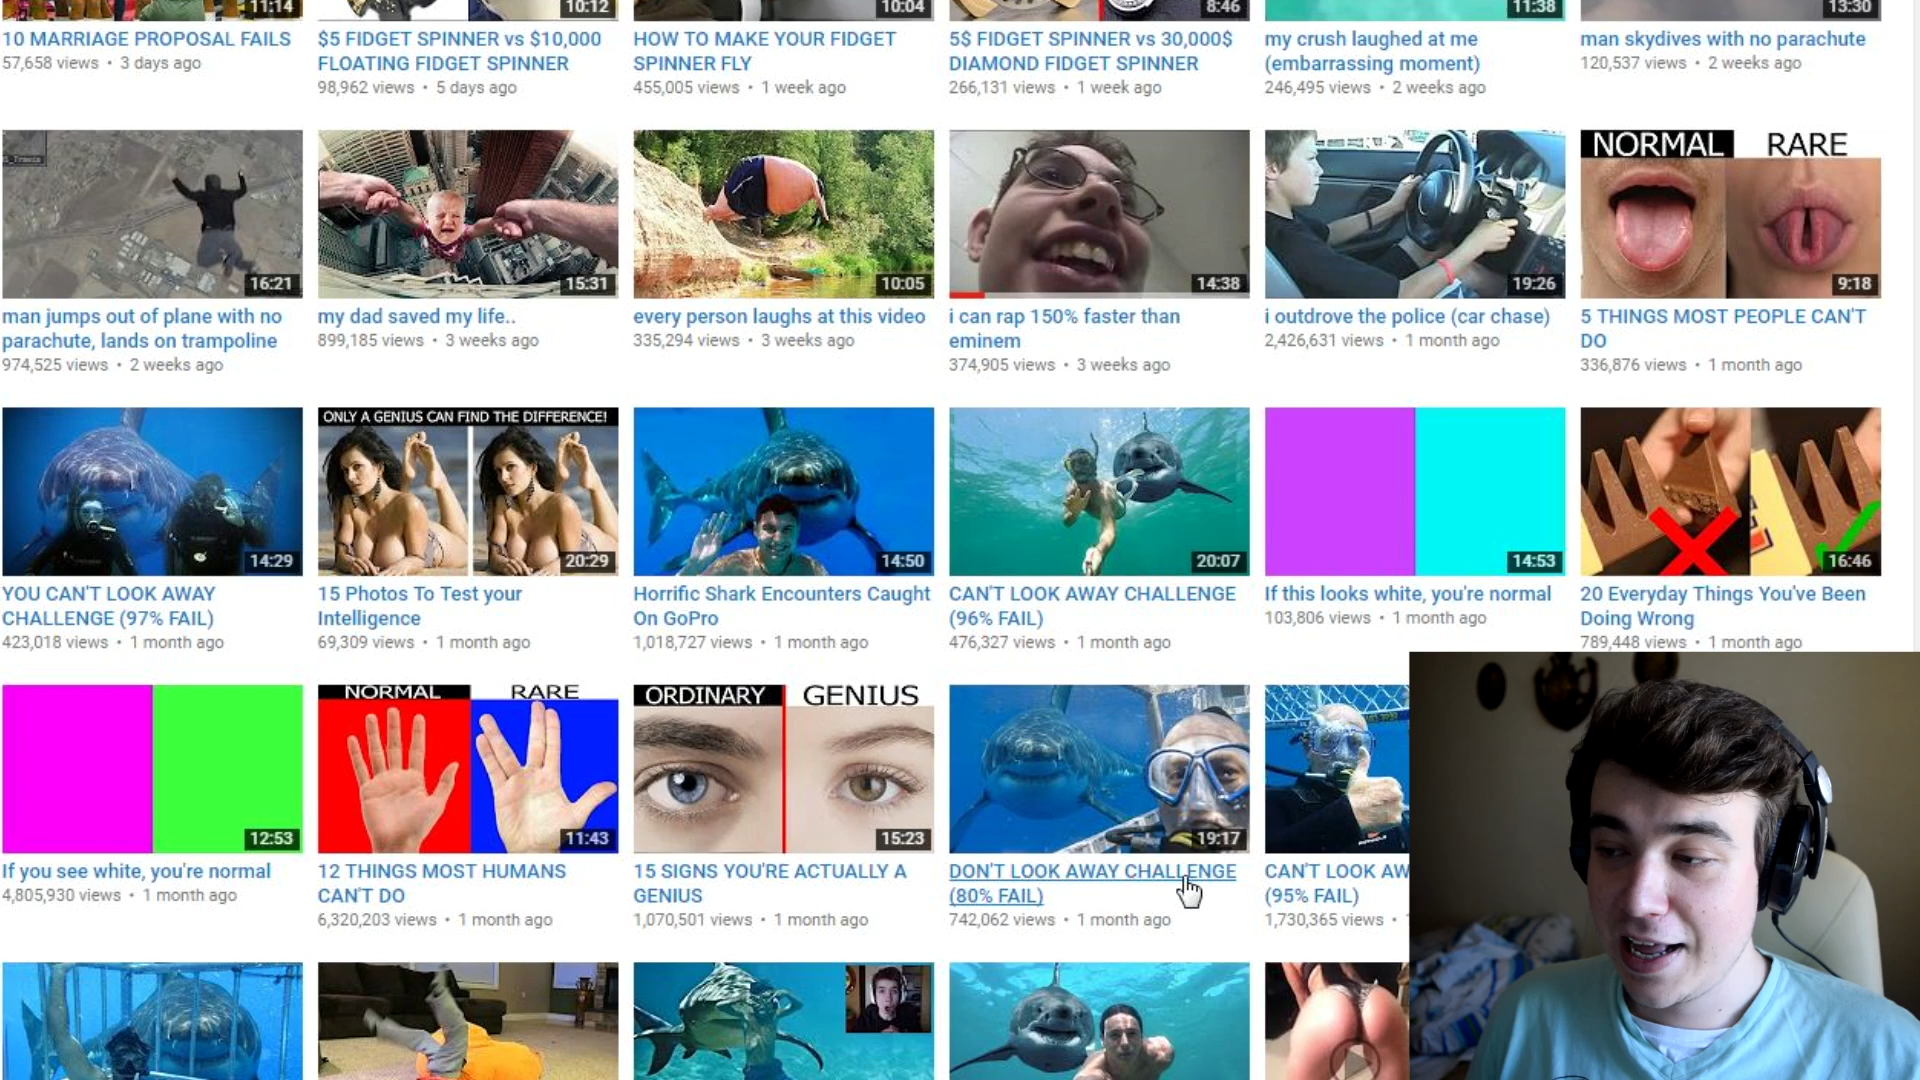 11:14
10:12
10:04
8:46
11:38
13:30
10 MARRIAGE PROPOSAL FAILS
57,658 views • 3 days ago
$5 FIDGET SPINNER vs $10,000
FLOATING FIDGET SPINNER
98,962 views • 5 days ago
HOW TO MAKE YOUR FIDGET
SPINNER FLY
455,005 views • 1 week ago
5$ FIDGET SPINNER vs 30,000$
DIAMOND FIDGET SPINNER
266,131 views • 1 week ago
my crush laughed at me
(embarrassing moment)
246,495 views • 2 weeks ago
man skydives with no parachute
120,537 views • 2 weeks ago
16:21
man jumps out of plane with no
parachute, lands on trampoline
974,525 views • 2 weeks ago
15:31
my dad saved my life..
899,185 views • 3 weeks ago
10:05
every person laughs at this video
335,294 views • 3 weeks ago
14:38
i can rap 150% faster than
eminem
374,905 views • 3 weeks ago
19:26
i outdrove the police (car chase)
2,426,631 views • 1 month ago
NORMAL RARE
9:18
5 THINGS MOST PEOPLE CAN'T
DO
336,876 views • 1 month ago
14:29
YOU CAN'T LOOK AWAY
CHALLENGE (97% FAIL)
423,018 views • 1 month ago
ONLY A GENIUS CAN FIND THE DIFFERENCE!
20:29
15 Photos To Test your
Intelligence
69,309 views • 1 month ago
14:50
Horrific Shark Encounters Caught
On GoPro
1,018,727 views • 1 month ago
20:07
CAN'T LOOK AWAY CHALLENGE
(96% FAIL)
476,327 views • 1 month ago
14:53
If this looks white, you're normal
103,806 views • 1 month ago
16:46
20 Everyday Things You've Been
Doing Wrong
789,448 views • 1 month ago
12:53
If you see white, you're normal
4,805,930 views • 1 month ago
NORMAL RARE
11:43
12 THINGS MOST HUMANS
CAN'T DO
6,320,203 views • 1 month ago
ORDINARY GENIUS
15:23
15 SIGNS YOU'RE ACTUALLY A
GENIUS
1,070,501 views • 1 month ago
19:17
DON'T LOOK AWAY CHALLENGE
(80% FAIL)
742,062 views • 1 month ago
CAN'T LOOK AW
(95% FAIL)
1,730,365 views •